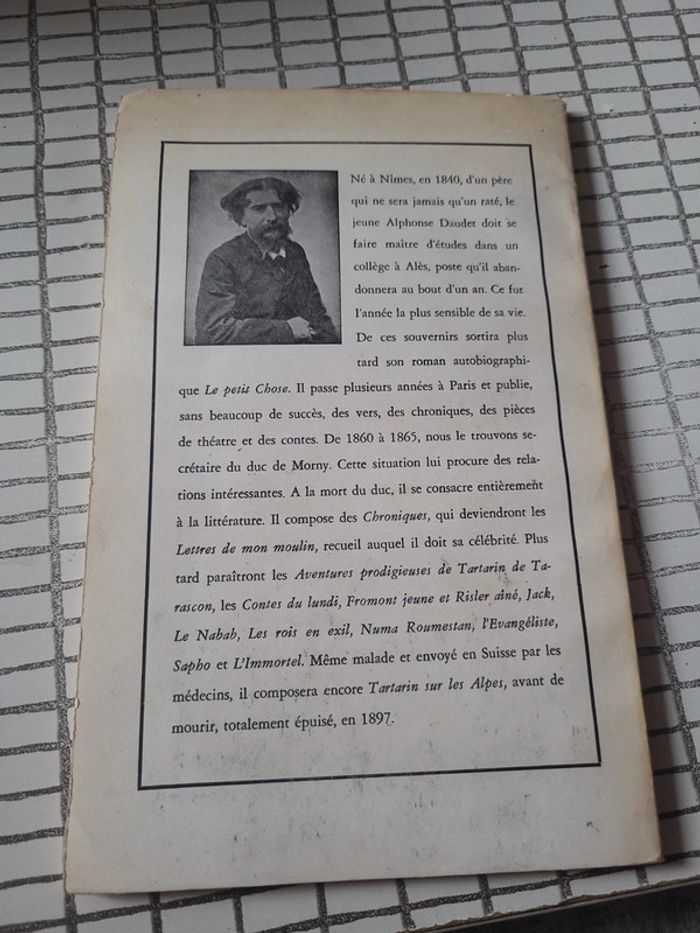 Né à Nîmes, en 1840, d'un père
qui ne sera jamais qu'un raté, le
jeune Alphonse Daudet doit se
faire maître d'études dans un
collège à Alès, poste qu'il aban-
donnera au bout d'un an. Ce fut
l'année la plus sensible de sa vie.
De ces souvenirs sortira plus
tard son roman autobiographi-
que Le petit Chose. Il passe plusieurs années à Paris et publie,
sans beaucoup de succès, des vers, des chroniques, des pièces
de théatre et des contes. De 1860 à 1865, nous le trouvons se-
crétaire du duc de Morny. Cette situation lui procure des rela-
tions intéressantes. A la mort du duc, il se consacre entièrement
à la littérature. Il compose des Chroniques, qui deviendront les
Lettres de mon moulin, recueil auquel il doit sa célébrité. Plus
tard paraîtront les Aventures prodigieuses de Tartarin de Ta-
rascon, les Contes du lundi, Fromont jeune et Risler aîné, Jack,
Le Nabab, Les rois en exil, Numa Roumestan, l'Evangéliste,
Sapho et L'Immortel. Même malade et envoyé en Suisse par les
médecins, il composera encore Tartarin sur les Alpes, avant de
mourir, totalement épuisé, en 1897.